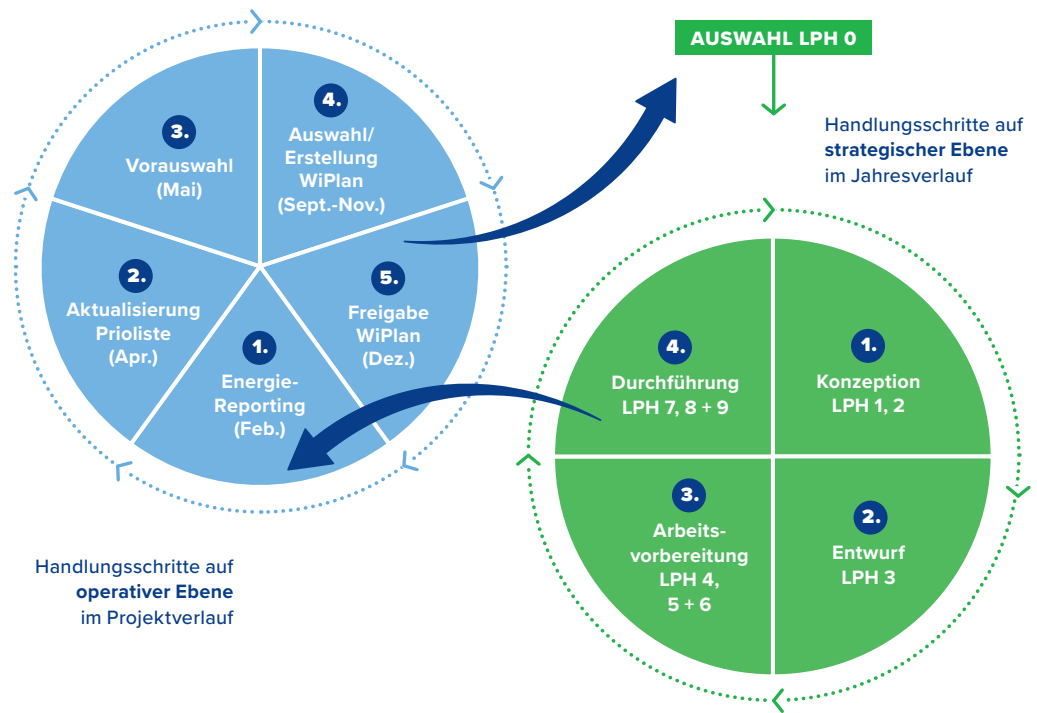 3.
Vorauswahl
(Mai)
4.
Auswahl/
Erstellung
WiPlan
(Sept.-Nov.)
2.
Aktualisierung
Prioliste
(Apr.)
1.
Energie-
Reporting
(Feb.)
5.
Freigabe
WiPlan
(Dez.)
AUSWAHL LPH 0
Handlungsschritte auf
strategischer Ebene
im Jahresverlauf
4.
Durchführung
LPH 7, 8 + 9
1.
Konzeption
LPH 1, 2
3.
Arbeits-
vorbereitung
LPH 4,
5 + 6
2.
Entwurf
LPH 3
Handlungsschritte auf
operativer Ebene
im Projektverlauf